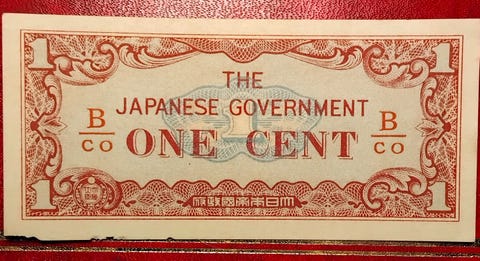 1 1
THE
JAPANESE GOVERNMENT
B/CO ONE CENT B/CO
1 1
府政國帝本日大